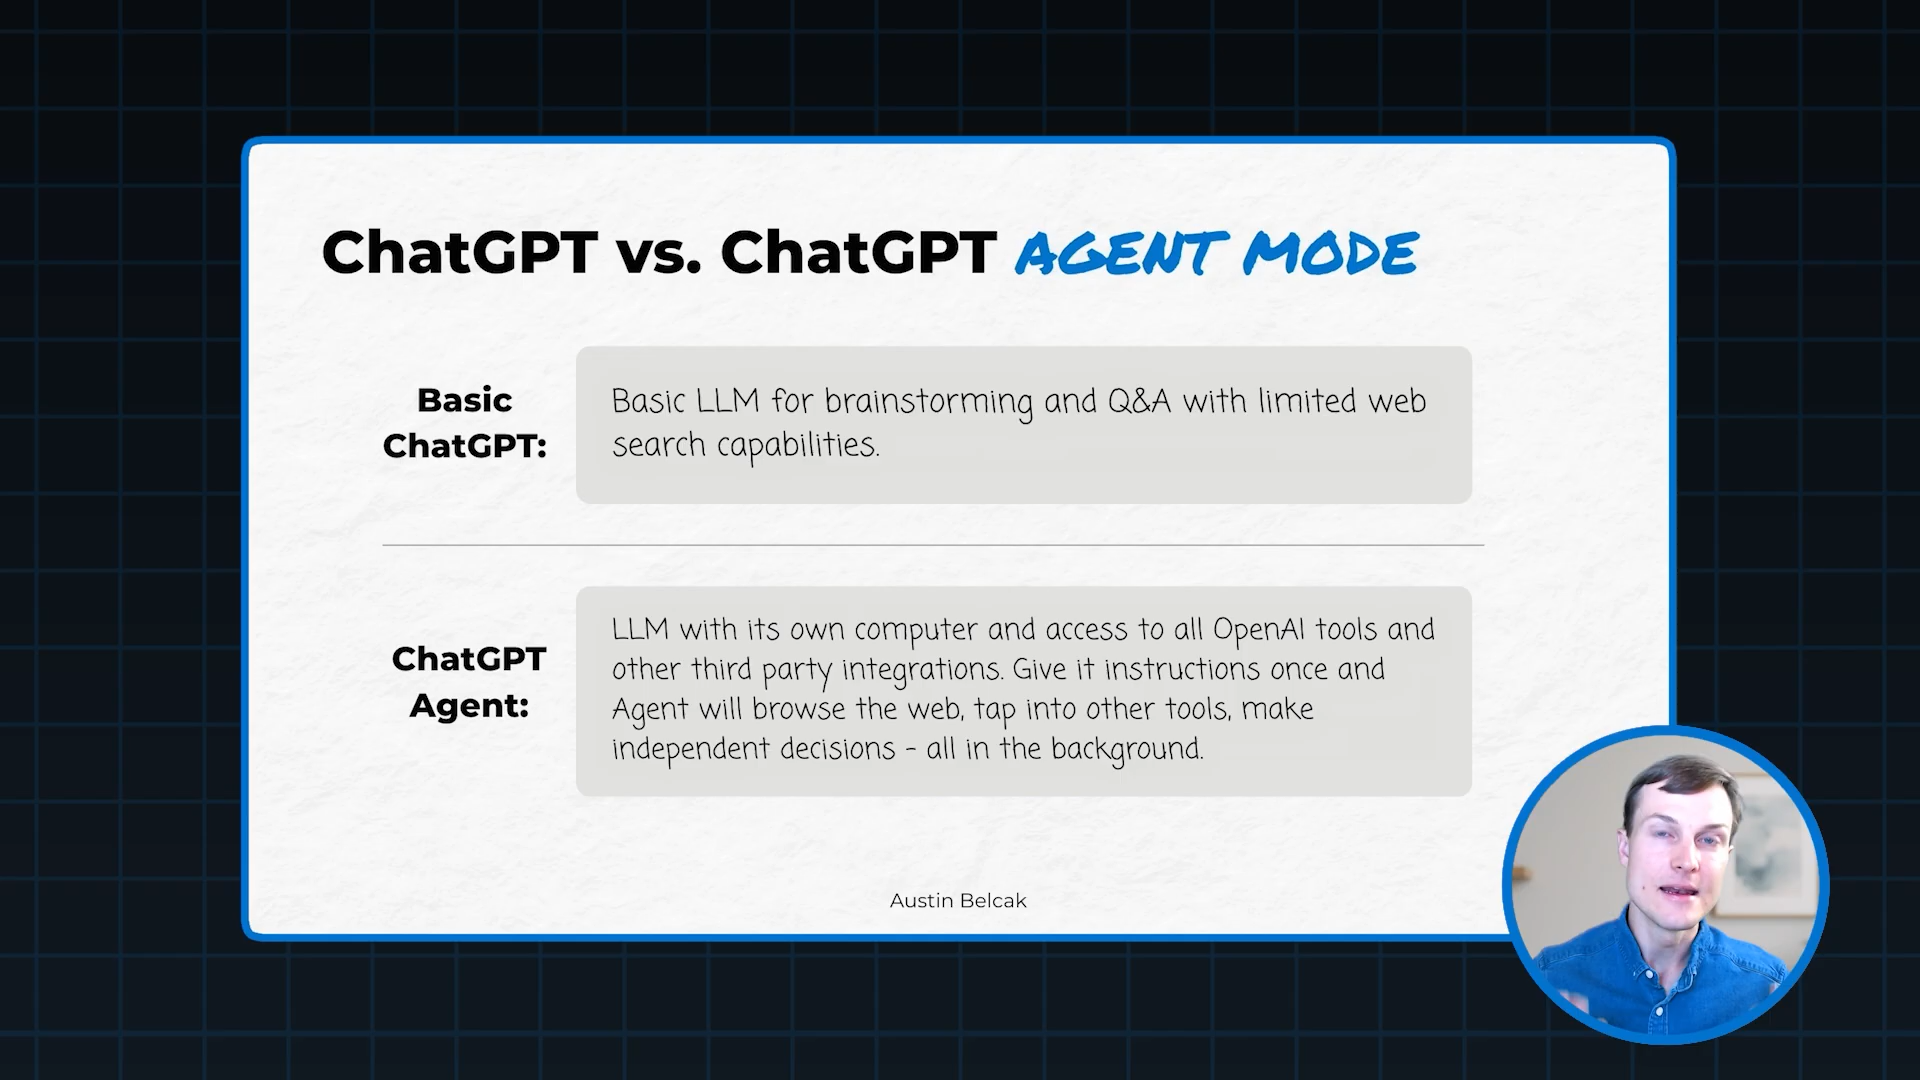 ChatGPT vs. ChatGPT AGENT MODE
Basic
ChatGPT:
Basic LLM for brainstorming and Q&A with limited web
search capabilities.
ChatGPT
Agent:
LLM with its own computer and access to all OpenAI tools and
other third party integrations. Give it instructions once and
Agent will browse the web, tap into other tools, make
independent decisions - all in the background.
Austin Belcak